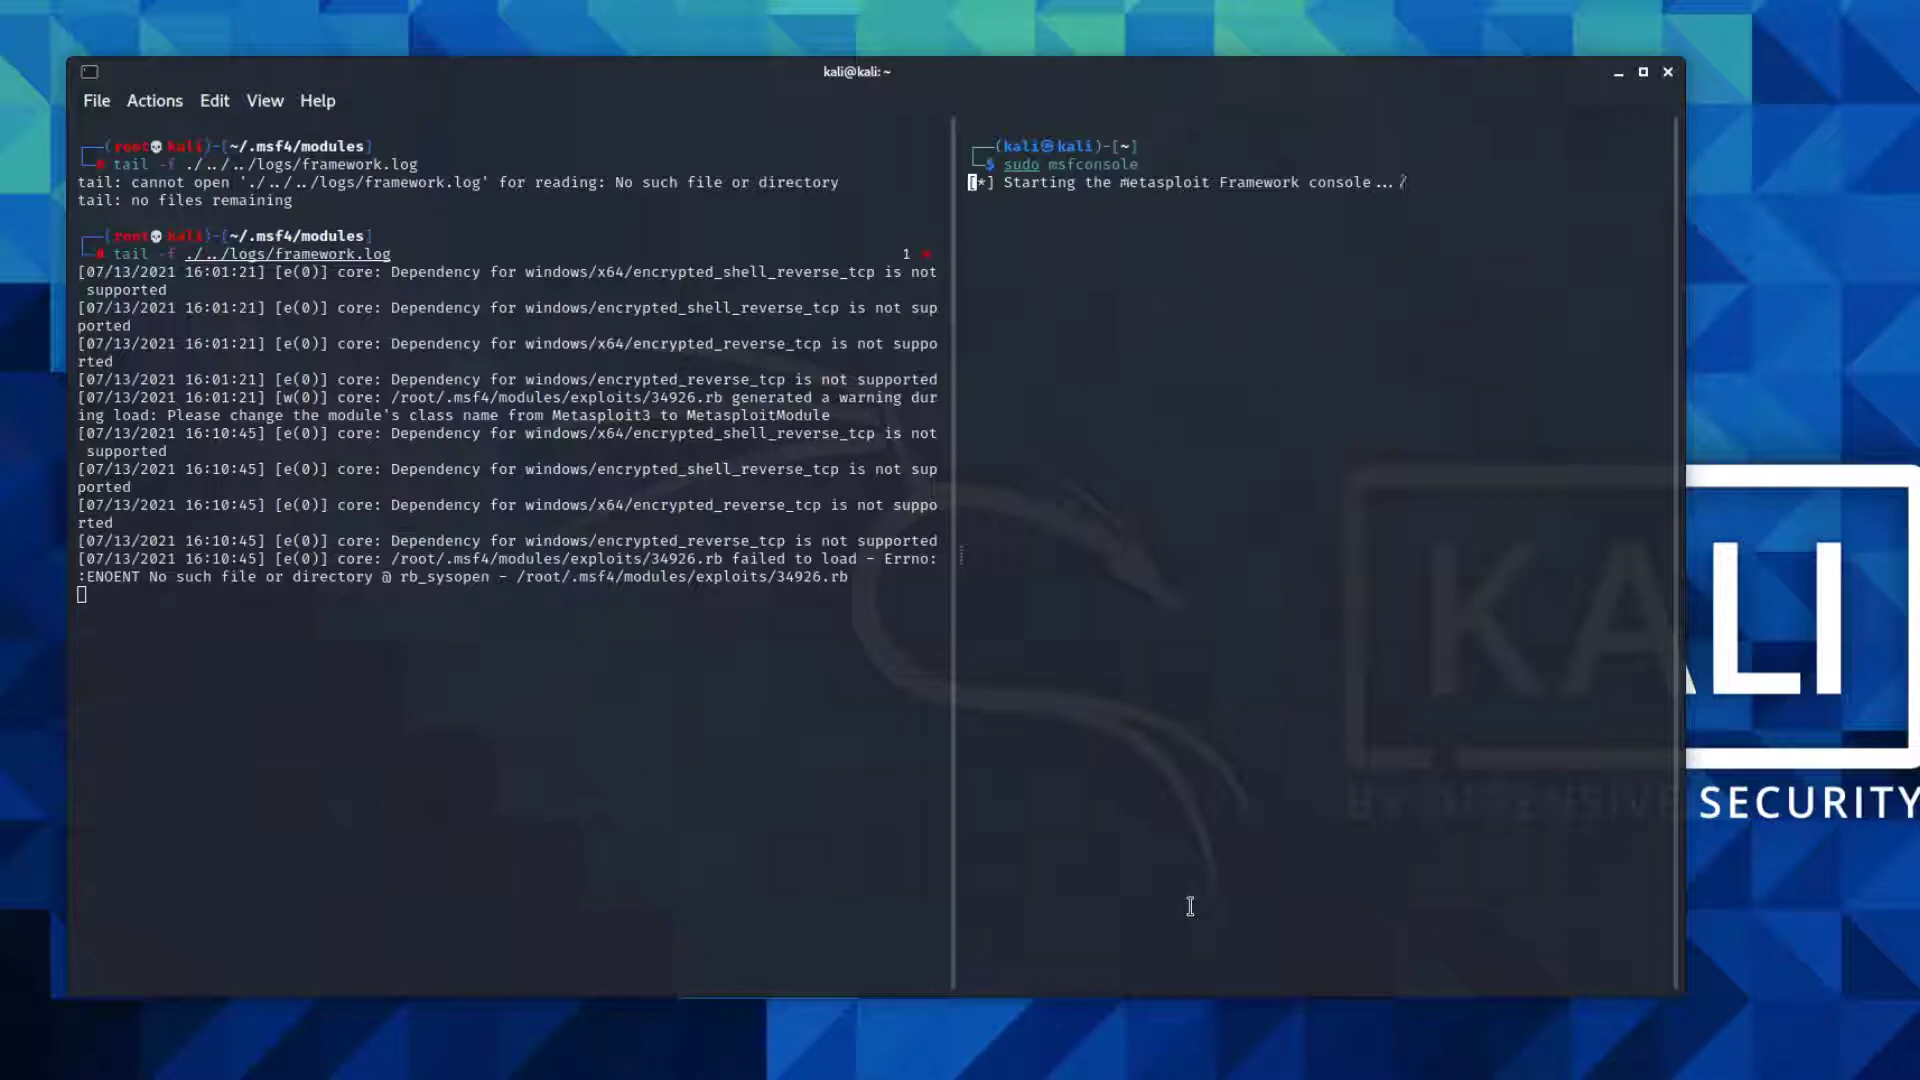 kali@kali: ~
File Actions Edit View Help
┌──(root💀kali)-[~/.msf4/modules]
└─# tail -f ./../../logs/framework.log
tail: cannot open './../../logs/framework.log' for reading: No such file or directory
tail: no files remaining
┌──(root💀kali)-[~/.msf4/modules]
└─# tail -f ./../logs/framework.log 1
[07/13/2021 16:01:21] [e(0)] core: Dependency for windows/x64/encrypted_shell_reverse_tcp is not
supported
[07/13/2021 16:01:21] [e(0)] core: Dependency for windows/encrypted_shell_reverse_tcp is not sup
ported
[07/13/2021 16:01:21] [e(0)] core: Dependency for windows/x64/encrypted_reverse_tcp is not suppo
rted
[07/13/2021 16:01:21] [e(0)] core: Dependency for windows/encrypted_reverse_tcp is not supported
[07/13/2021 16:01:21] [w(0)] core: /root/.msf4/modules/exploits/34926.rb generated a warning dur
ing load: Please change the module's class name from Metasploit3 to MetasploitModule
[07/13/2021 16:10:45] [e(0)] core: Dependency for windows/x64/encrypted_shell_reverse_tcp is not
supported
[07/13/2021 16:10:45] [e(0)] core: Dependency for windows/encrypted_shell_reverse_tcp is not sup
ported
[07/13/2021 16:10:45] [e(0)] core: Dependency for windows/x64/encrypted_reverse_tcp is not suppo
rted
[07/13/2021 16:10:45] [e(0)] core: Dependency for windows/encrypted_reverse_tcp is not supported
[07/13/2021 16:10:45] [e(0)] core: /root/.msf4/modules/exploits/34926.rb failed to load - Errno:
:ENOENT No such file or directory @ rb_sysopen - /root/.msf4/modules/exploits/34926.rb
┌──(kali㉿kali)-[~]
└─$ sudo msfconsole
[*] Starting the metasploit Framework console.../
KALI
BY OFFENSIVE SECURITY